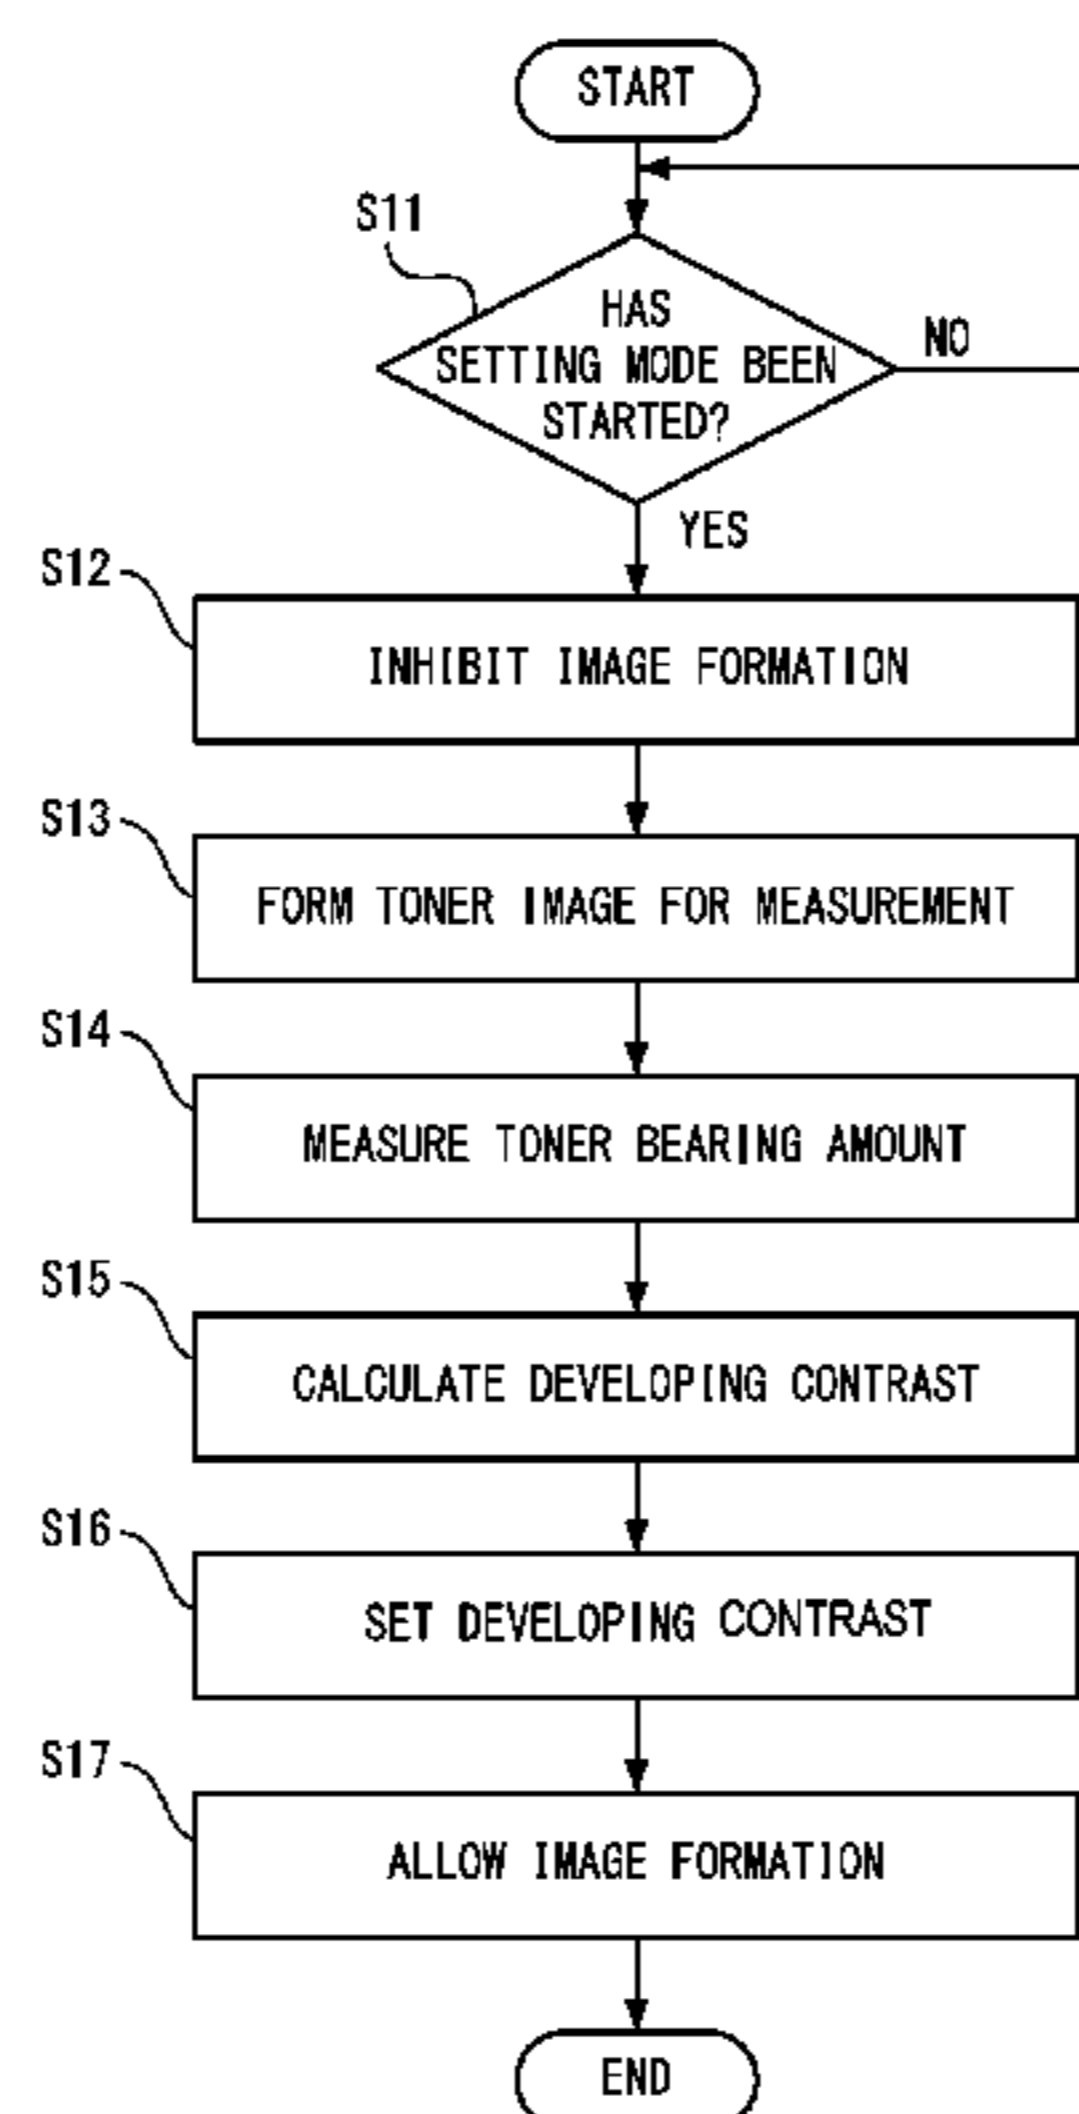 START
S11
HAS
SETTING MODE BEEN
STARTED?
NO
YES
S12
INHIBIT IMAGE FORMATION
S13
FORM TONER IMAGE FOR MEASUREMENT
S14
MEASURE TONER BEARING AMOUNT
S15
CALCULATE DEVELOPING CONTRAST
S16
SET DEVELOPING CONTRAST
S17
ALLOW IMAGE FORMATION
END